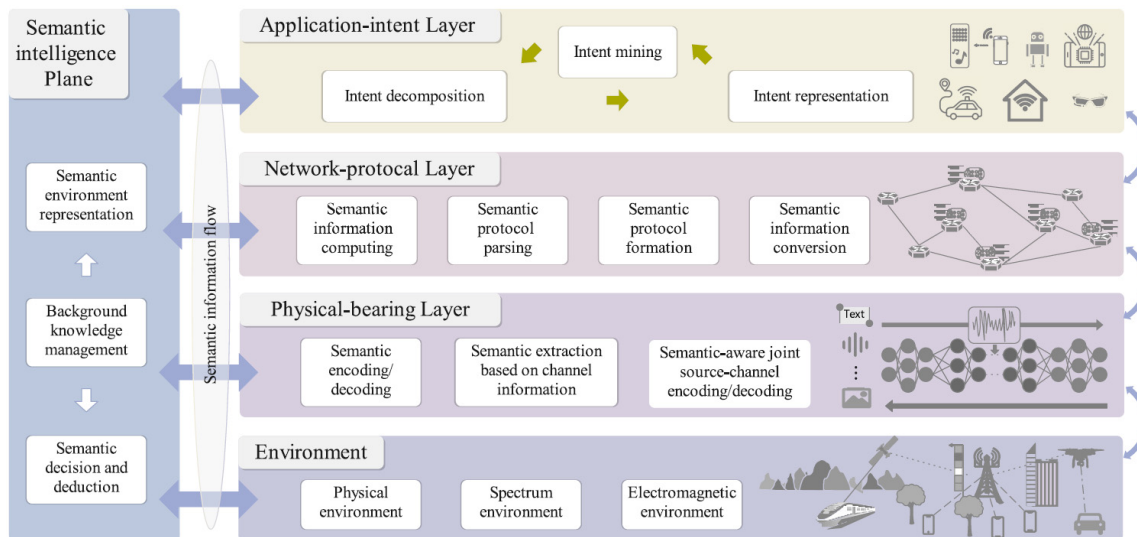 Semantic
intelligence
Plane
Semantic
environment
representation
Background
knowledge
management
Semantic
decision and
deduction
Semantic information flow
Application-intent Layer
Intent mining
Intent decomposition
Intent representation
Network-protocal Layer
Semantic
information
computing
Semantic
protocol
parsing
Semantic
protocol
formation
Semantic
information
conversion
Physical-bearing Layer
Semantic
encoding/
decoding
Semantic extraction
based on channel
information
Semantic-aware joint
source-channel
encoding/decoding
Text
Environment
Physical
environment
Spectrum
environment
Electromagnetic
environment